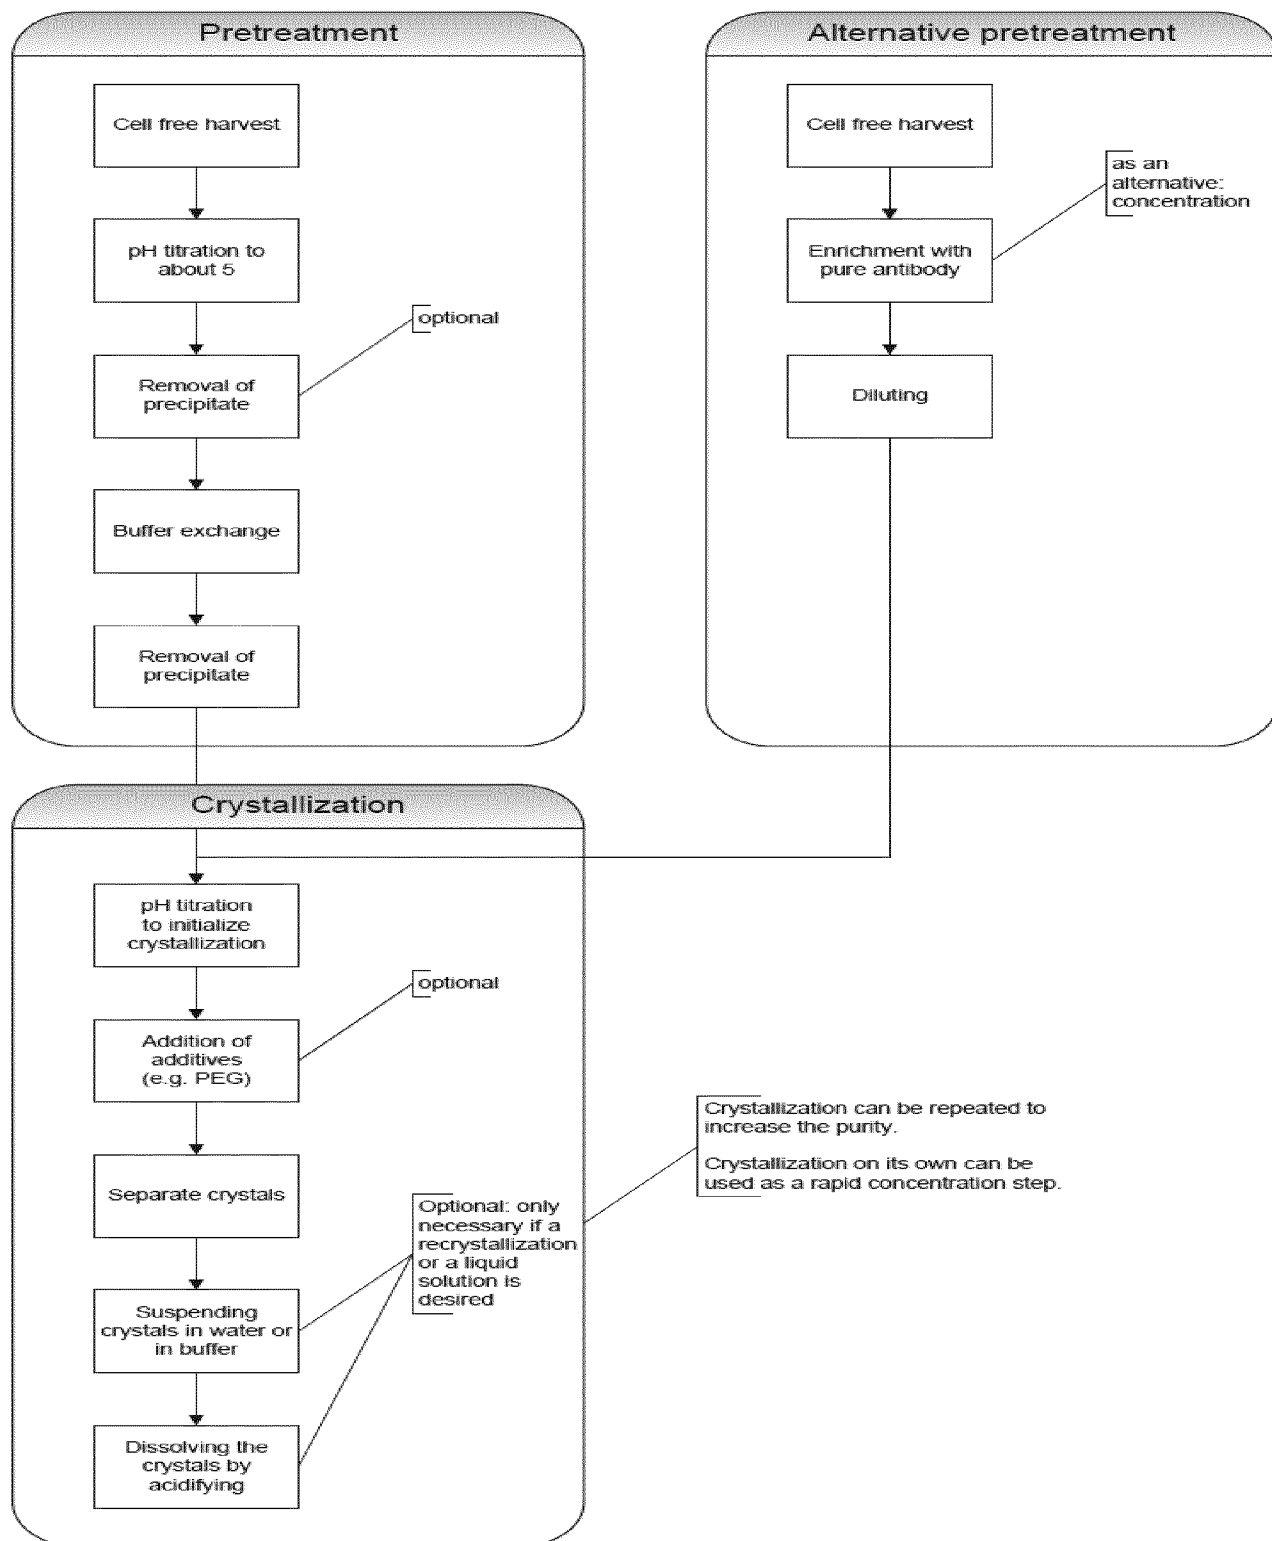 Pretreatment
Cell free harvest
pH titration to
about 5
optional
Removal of
precipitate
Buffer exchange
Removal of
precipitate
Alternative pretreatment
Cell free harvest
as an
alternative:
concentration
Enrichment with
pure antibody
Diluting
Crystallization
pH titration
to initialize
crystallization
optional
Addition of
additives
(e.g. PEG)
Separate crystals
Optional: only
necessary if a
recrystallization
or a liquid
solution is
desired
Suspending
crystals in water or
in buffer
Dissolving the
crystals by
acidifying
Crystallization can be repeated to
increase the purity.
Crystallization on its own can be
used as a rapid concentration step.